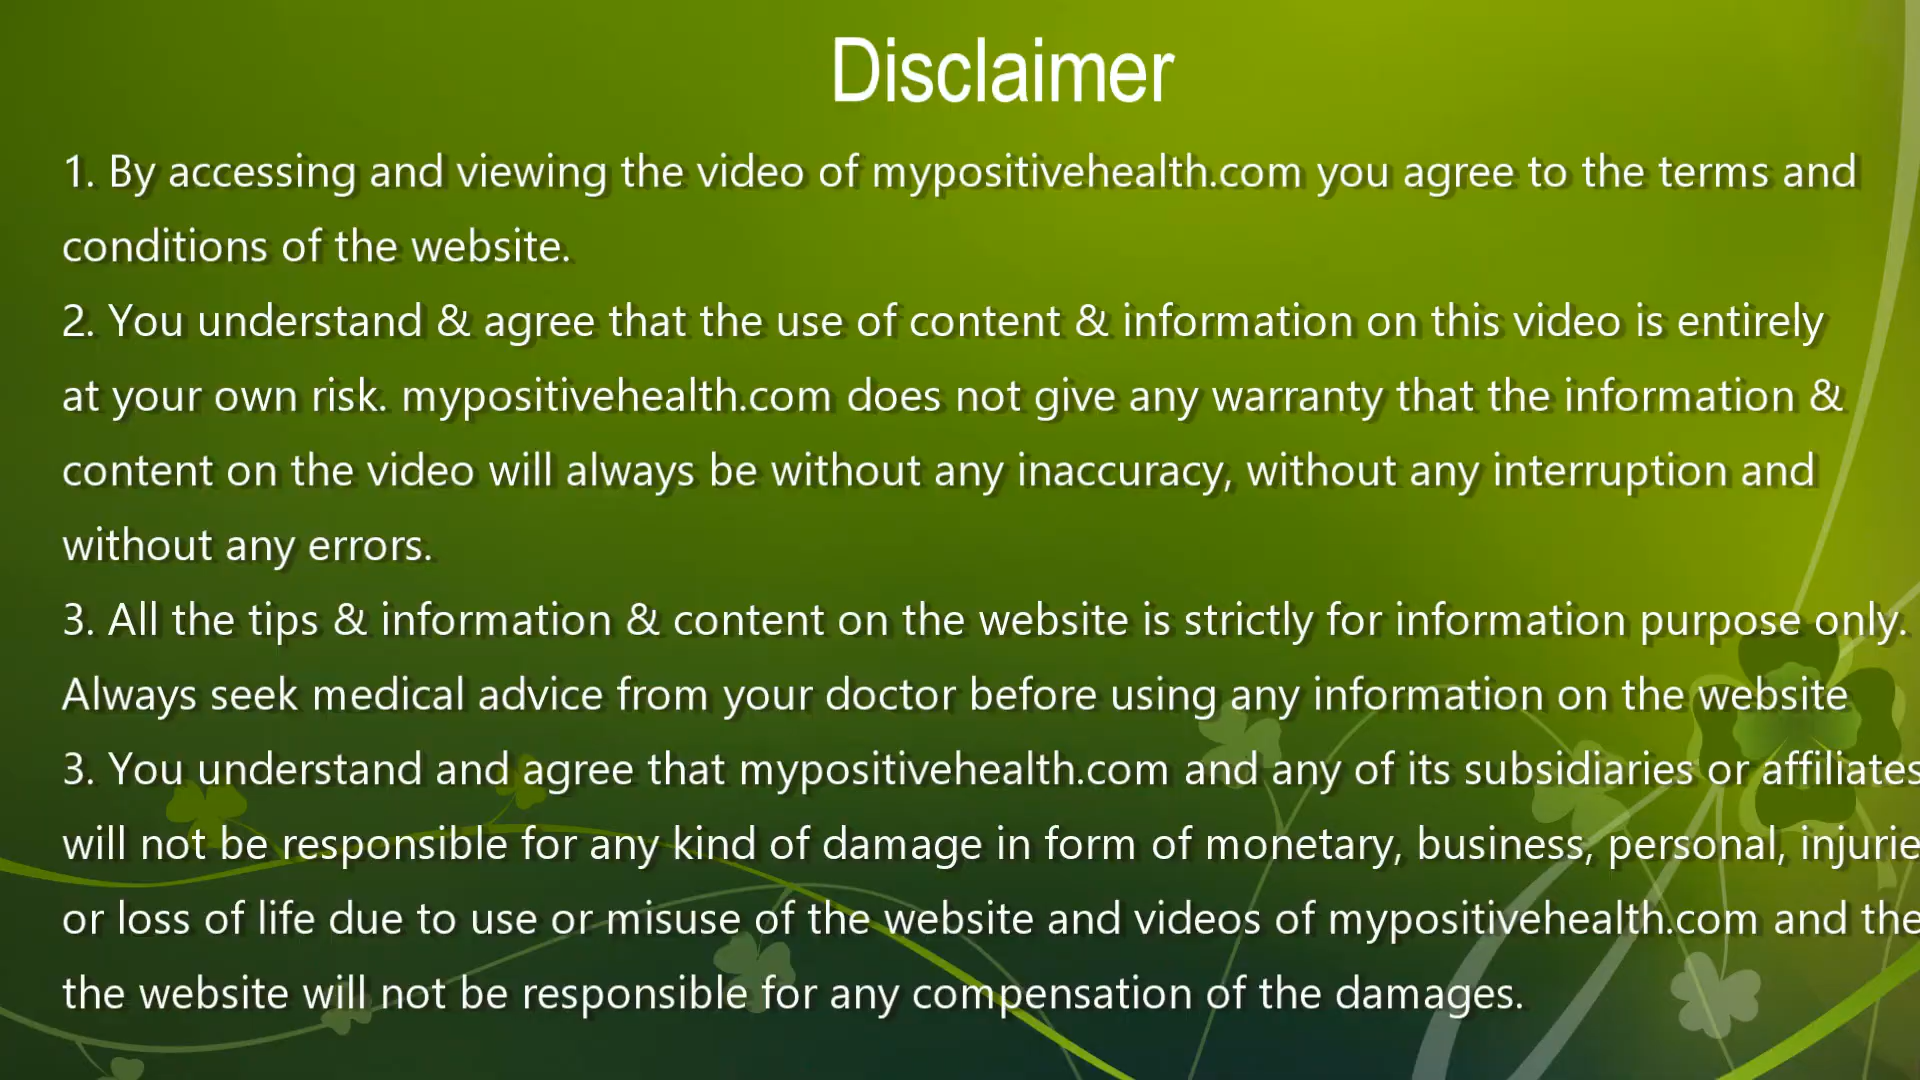 Disclaimer
1. By accessing and viewing the video of mypositivehealth.com you agree to the terms and
conditions of the website.
2. You understand & agree that the use of content & information on this video is entirely
at your own risk. mypositivehealth.com does not give any warranty that the information &
content on the video will always be without any inaccuracy, without any interruption and
without any errors.
3. All the tips & information & content on the website is strictly for information purpose only.
Always seek medical advice from your doctor before using any information on the website
3. You understand and agree that mypositivehealth.com and any of its subsidiaries or affiliates
will not be responsible for any kind of damage in form of monetary, business, personal, injurie
or loss of life due to use or misuse of the website and videos of mypositivehealth.com and the
the website will not be responsible for any compensation of the damages.